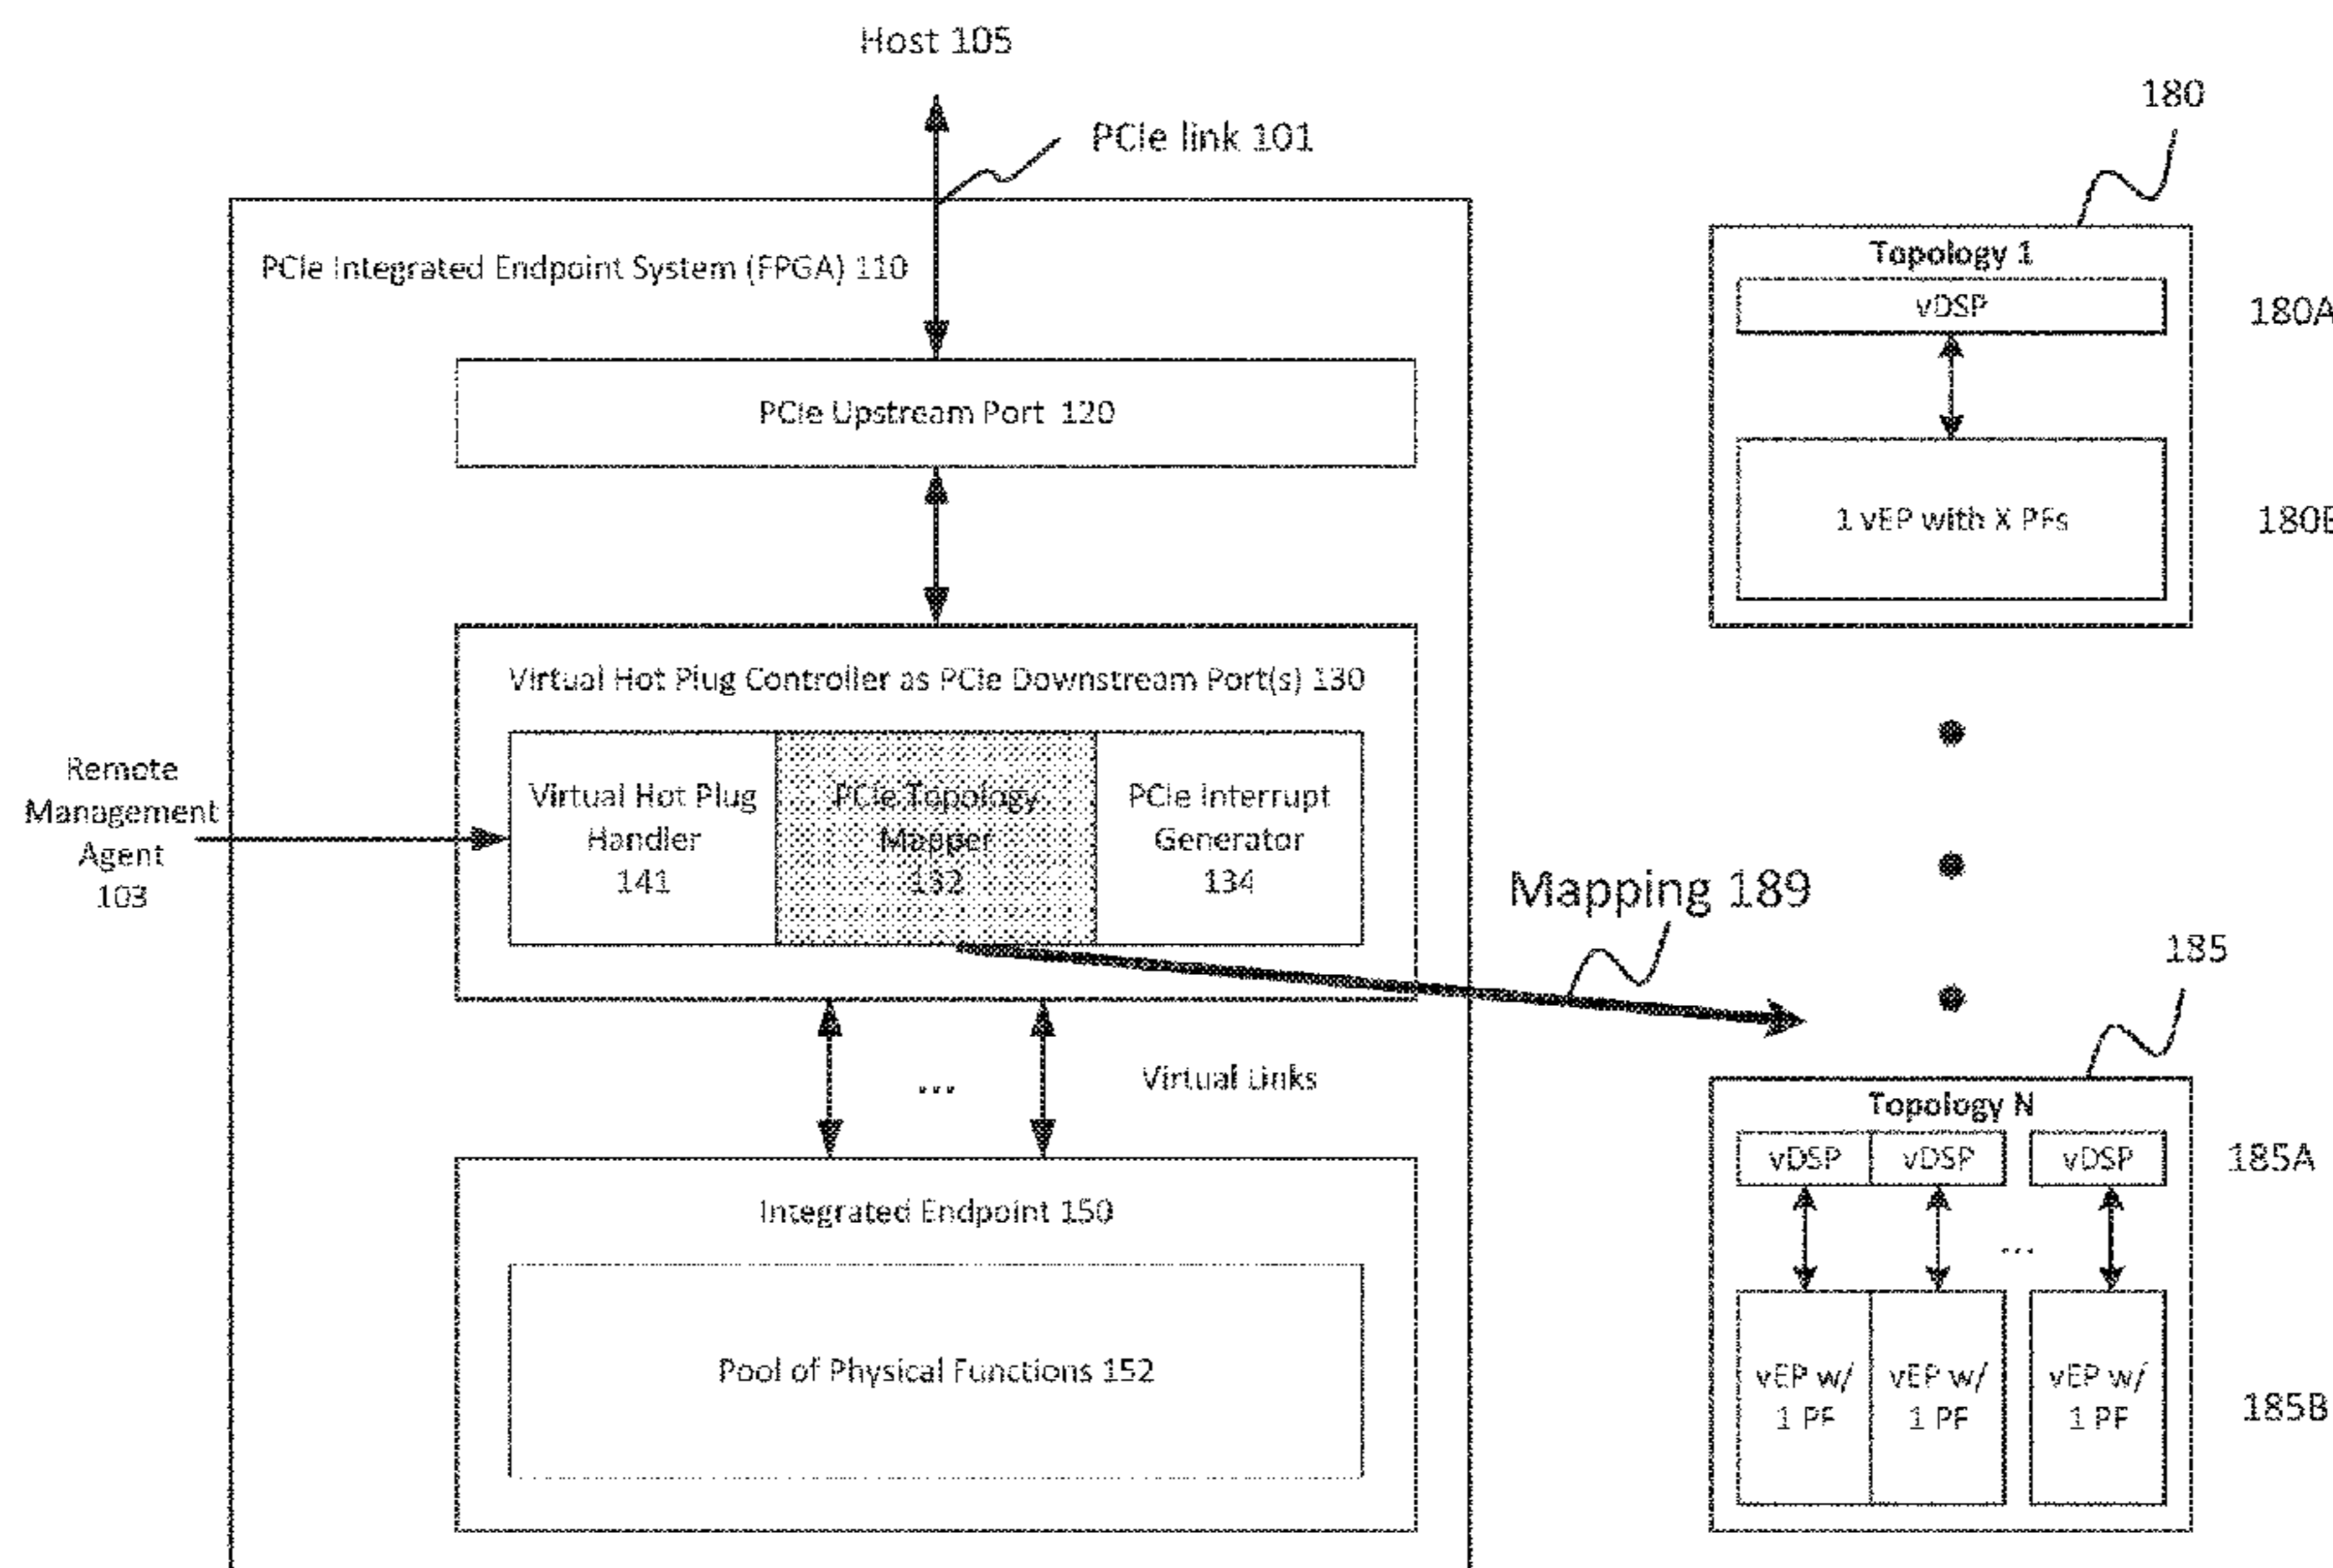 Host 105
PCIe link 101
PCIe Integrated Endpoint System (FPGA) 110
PCIe Upstream Port 120
Virtual Hot Plug Controller as PCIe Downstream Port(s) 130
Remote
Management
Agent
103
Virtual Hot Plug
Handler
141
PCIe Topology
Mapper
132
PCIe Interrupt
Generator
134
Mapping 189
...
Virtual Links
Integrated Endpoint 150
Pool of Physical Functions 152
180
Topology 1
vDSP
180A
1 vEP with X PFs
180B
185
Topology N
vDSP
vDSP
vDSP
185A
...
vEP w/
1 PF
vEP w/
1 PF
vEP w/
1 PF
185B